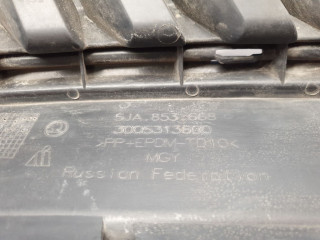 5JA.853.668
3005313600
>PP+EPDM-TD10<
MGY
Russian Federation